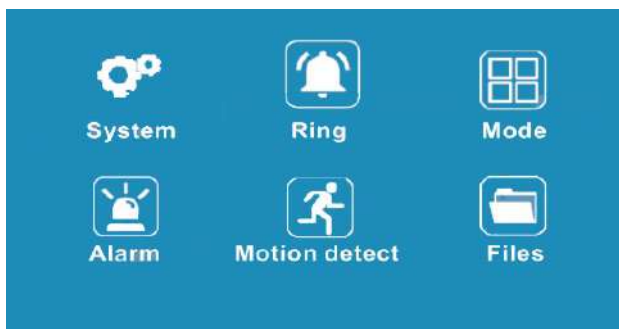 System
Ring
Mode
Alarm
Motion detect
Files